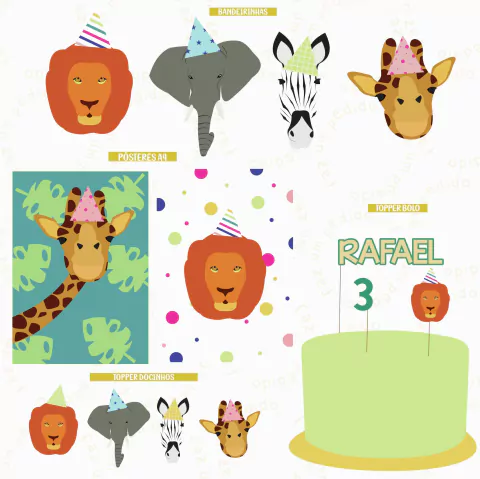 BANDEIRINHAS
PÔSTERES A4
TOPPER BOLO
RAFAEL
3
TOPPER DOCINHOS